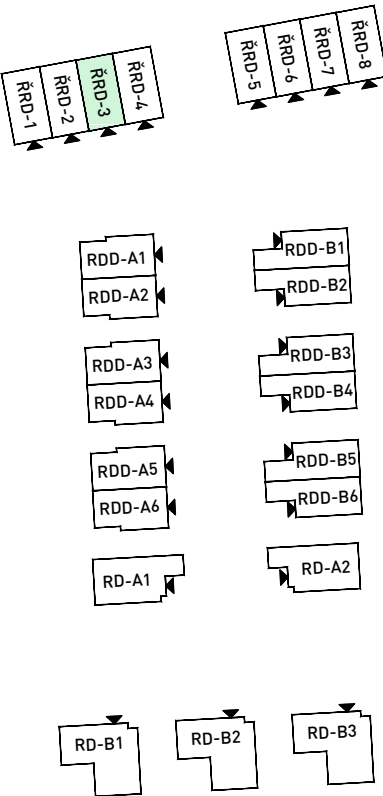 ŘRD-1
ŘRD-2
ŘRD-3
ŘRD-4
ŘRD-5
ŘRD-6
ŘRD-7
ŘRD-8
RDD-A1
RDD-A2
RDD-B1
RDD-B2
RDD-A3
RDD-A4
RDD-B3
RDD-B4
RDD-A5
RDD-A6
RDD-B5
RDD-B6
RD-A1
RD-A2
RD-B1
RD-B2
RD-B3